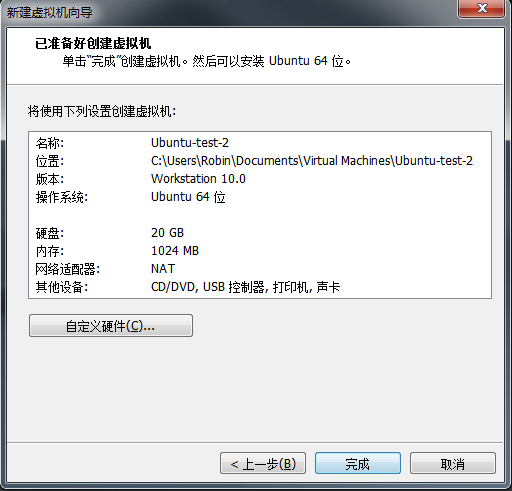 新建虚拟机向导
已准备好创建虚拟机
单击“完成”创建虚拟机。然后可以安装 Ubuntu 64 位。
将使用下列设置创建虚拟机:
名称: Ubuntu-test-2
位置: C:\Users\Robin\Documents\Virtual Machines\Ubuntu-test-2
版本: Workstation 10.0
操作系统: Ubuntu 64 位
硬盘: 20 GB
内存: 1024 MB
网络适配器: NAT
其他设备: CD/DVD, USB 控制器, 打印机, 声卡
自定义硬件(C)...
< 上一步(B) 完成 取消